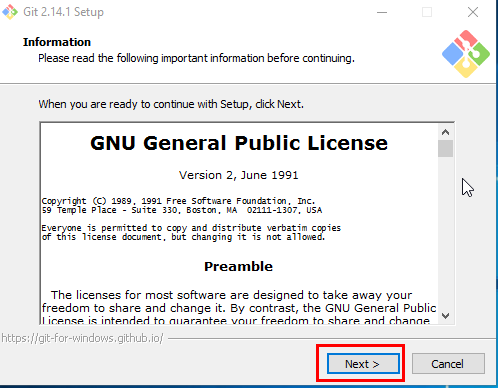 Git 2.14.1 Setup
Information
Please read the following important information before continuing.
When you are ready to continue with Setup, click Next.
GNU General Public License
Version 2, June 1991
Copyright (C) 1989, 1991 Free Software Foundation, Inc.
59 Temple Place - Suite 330, Boston, MA  02111-1307, USA
Everyone is permitted to copy and distribute verbatim copies
of this license document, but changing it is not allowed.
Preamble
The licenses for most software are designed to take away your
freedom to share and change it. By contrast, the GNU General Public
License is intended to guarantee your freedom to share and change
https://git-for-windows.github.io/
Next >
Cancel